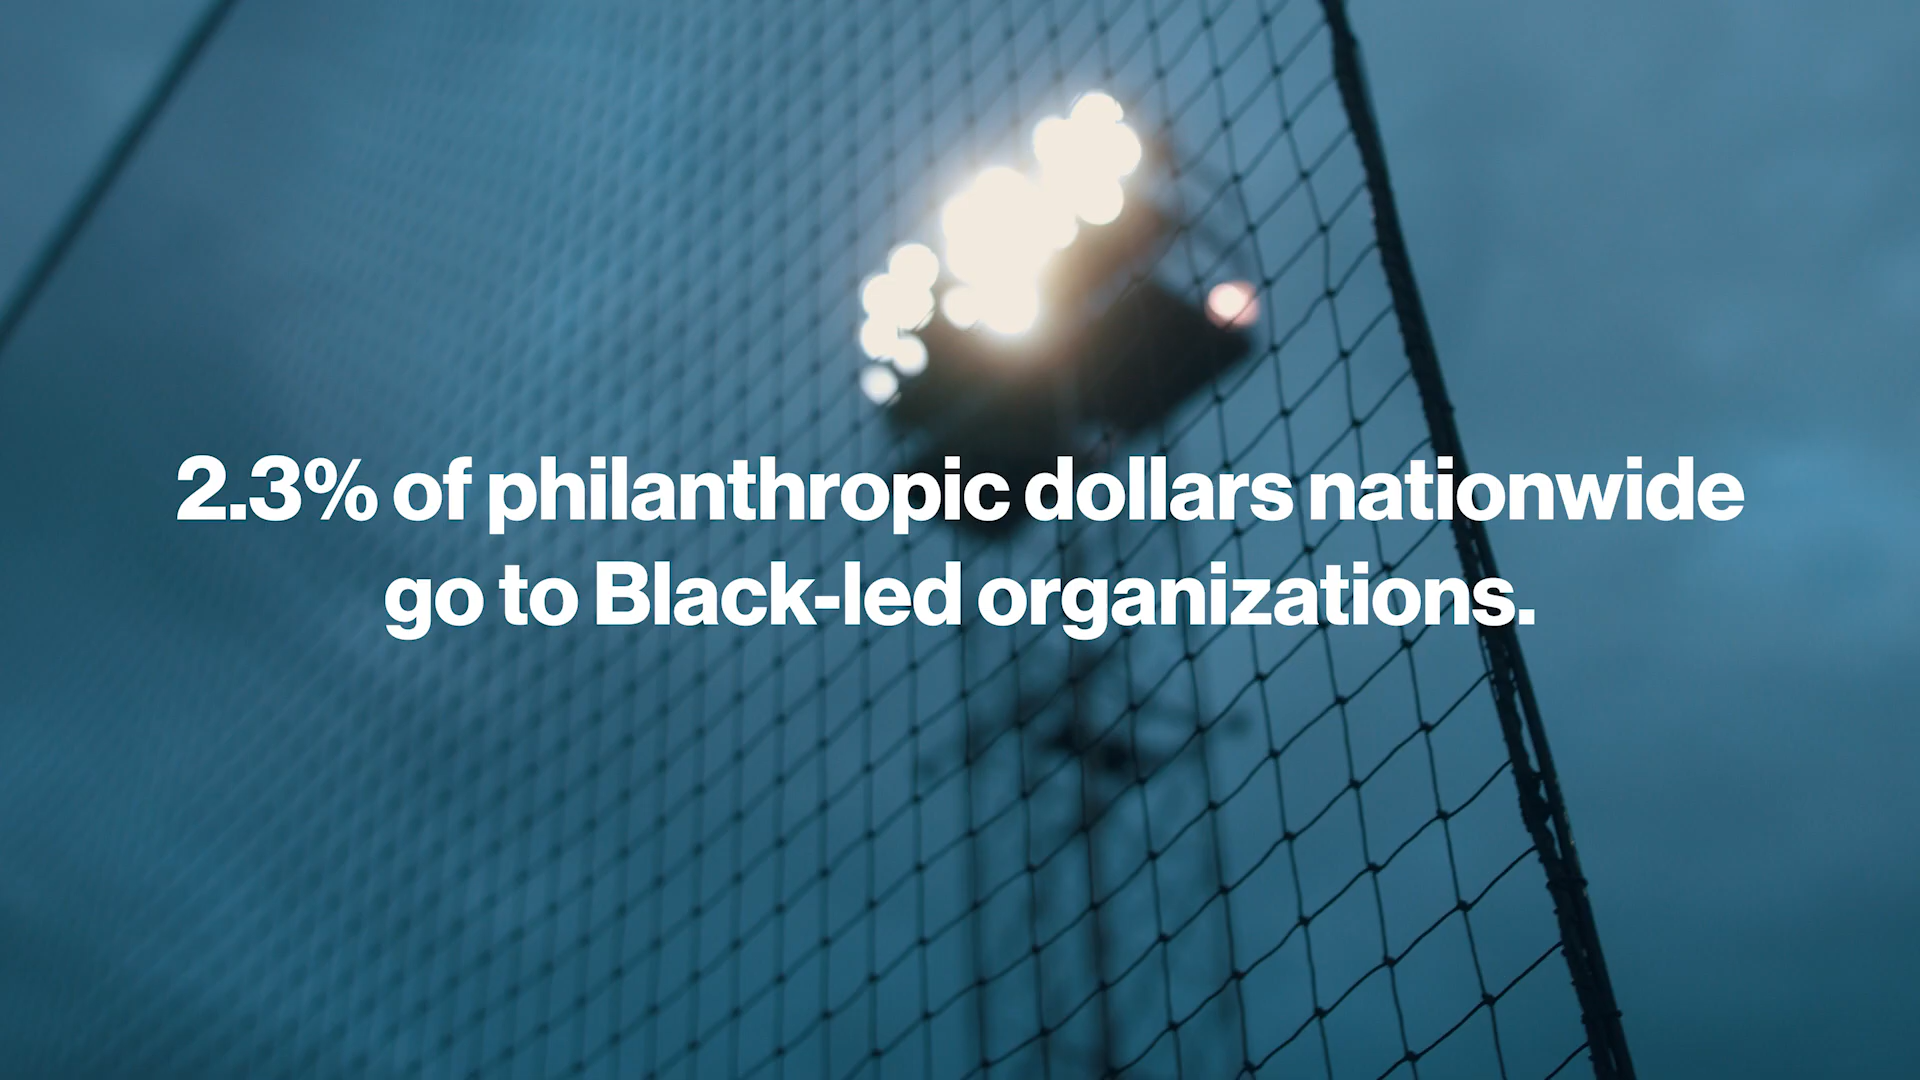 2.3% of philanthropic dollars nationwide
go to Black-led organizations.